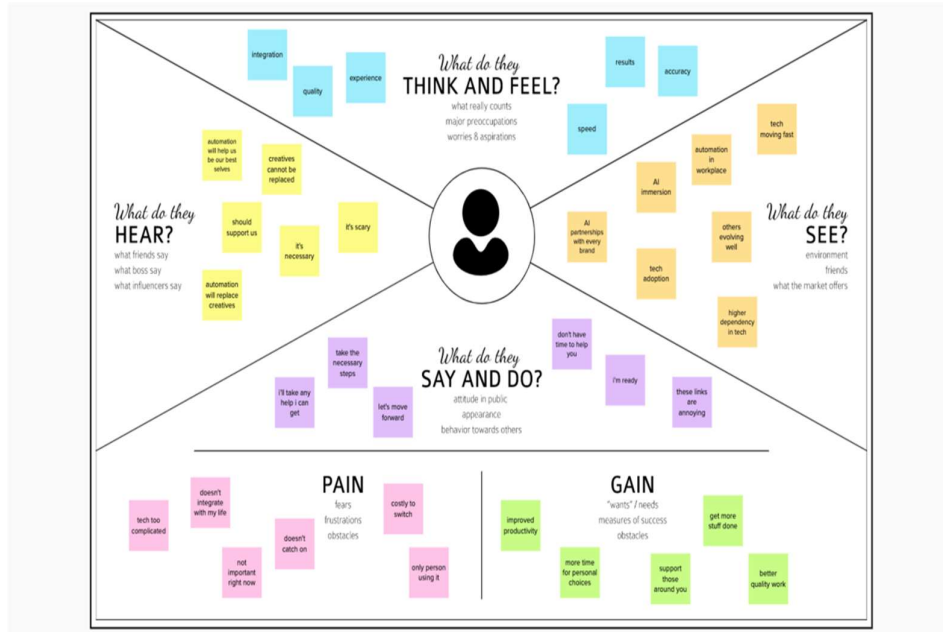 What do they
THINK AND FEEL?
what really counts
major preoccupations
worries & aspirations
integration
quality
experience
results
accuracy
speed
What do they
HEAR?
what friends say
what boss say
what influencers say
automation
will help us
be our best
selves
creatives
cannot be
replaced
should
support us
it's
necessary
it's scary
automation
will replace
creatives
What do they
SEE?
environment
friends
what the market offers
tech
moving fast
automation
in
workplace
AI
immersion
AI
partnerships
with every
brand
others
evolving
well
tech
adoption
higher
dependency
in tech
What do they
SAY AND DO?
attitude in public
appearance
behavior towards others
take the
necessary
steps
i'll take any
help i can
get
let's move
forward
don't have
time to help
you
I'm ready
these links
are
annoying
PAIN
fears
frustrations
obstacles
tech too
complicated
doesn't
integrate
with my life
not
important
right now
doesn't
catch on
costly to
switch
only person
using it
GAIN
"wants" / needs
measures of success
obstacles
improved
productivity
more time
for personal
choices
support
those
around you
get more
stuff done
better
quality work